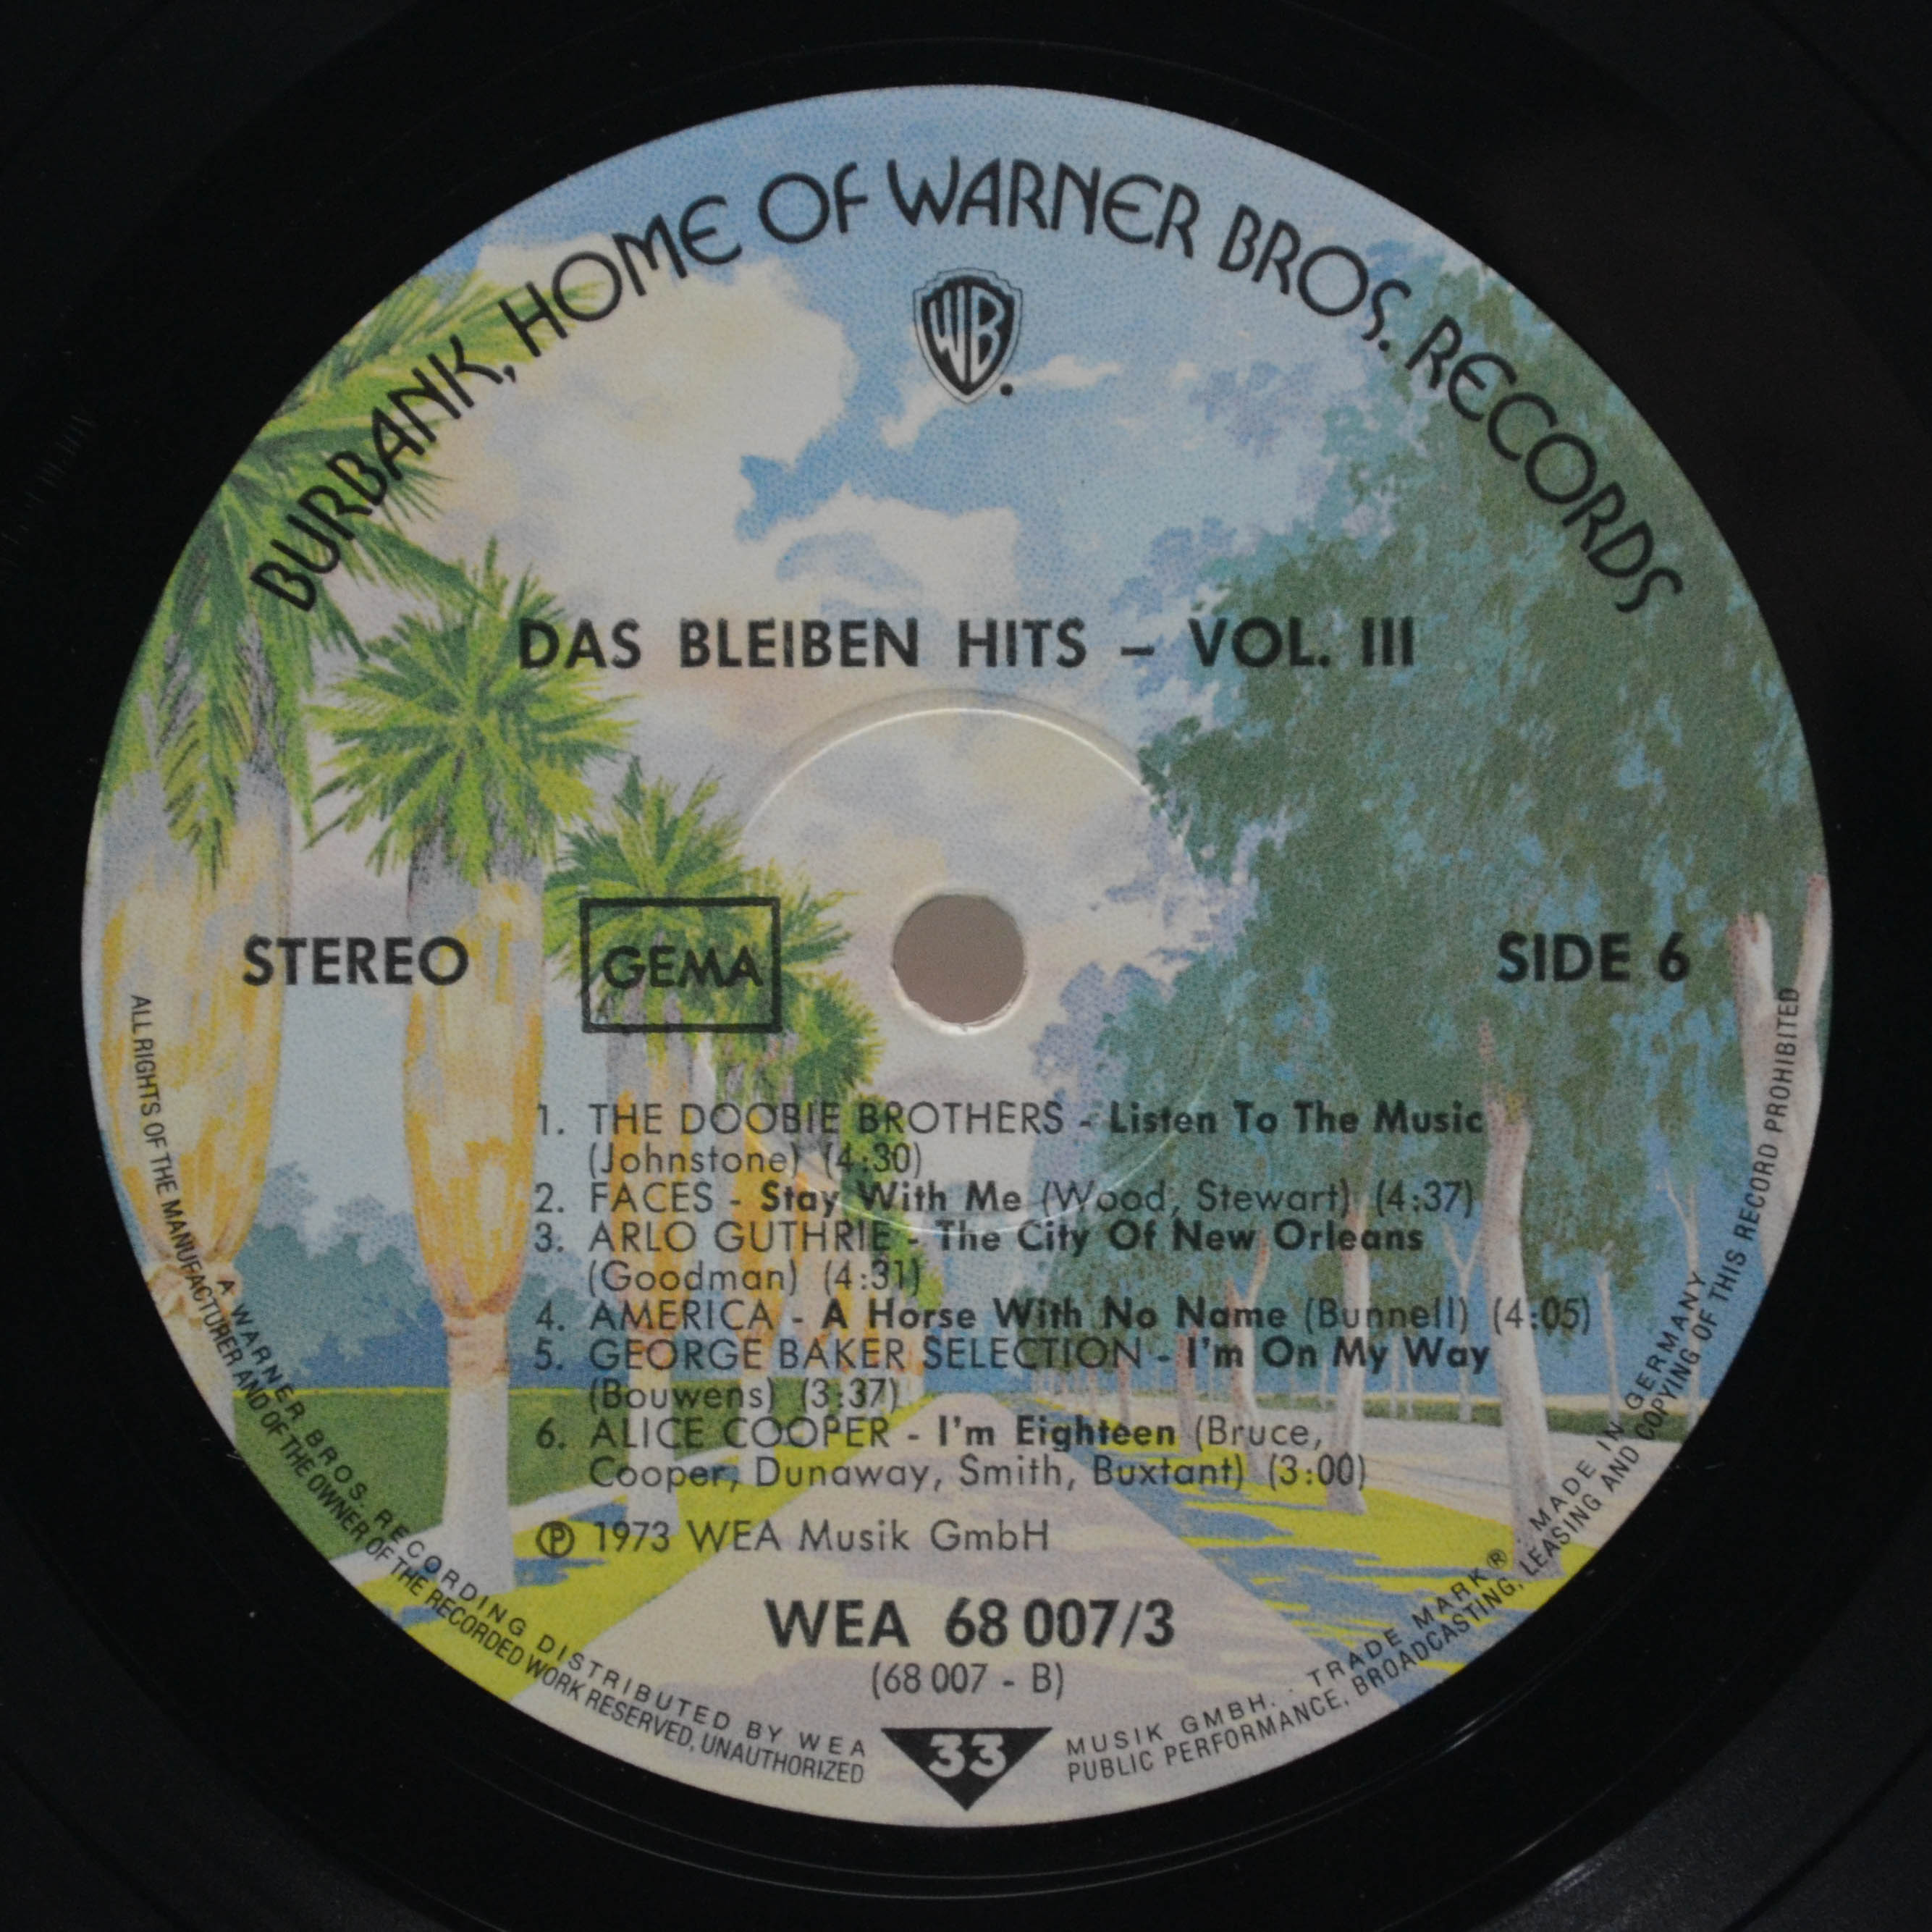 BURBANK, HOME OF WARNER BROS. RECORDS
WB
DAS BLEIBEN HITS – VOL. III
STEREO
GEMA
SIDE 6
1. THE DOOBIE BROTHERS - Listen To The Music
(Johnstone) (4:30)
2. FACES - Stay With Me (Wood, Stewart) (4:37)
3. ARLO GUTHRIE - The City Of New Orleans
(Goodman) (4:31)
4. AMERICA - A Horse With No Name (Bunnell) (4:05)
5. GEORGE BAKER SELECTION - I'm On My Way
(Bouwens) (3:37)
6. ALICE COOPER - I'm Eighteen (Bruce,
Cooper, Dunaway, Smith, Buxtant) (3:00)
Ⓟ 1973 WEA Musik GmbH
WEA 68 007/3
(68 007 - B)
33
A WARNER BROS. RECORDING DISTRIBUTED BY WEA MUSIK GMBH. . TRADE MARK® MADE IN GERMANY
ALL RIGHTS OF THE MANUFACTURER AND OF THE OWNER OF THE RECORDED WORK RESERVED, UNAUTHORIZED PUBLIC PERFORMANCE, BROADCASTING, LEASING AND COPYING OF THIS RECORD PROHIBITED